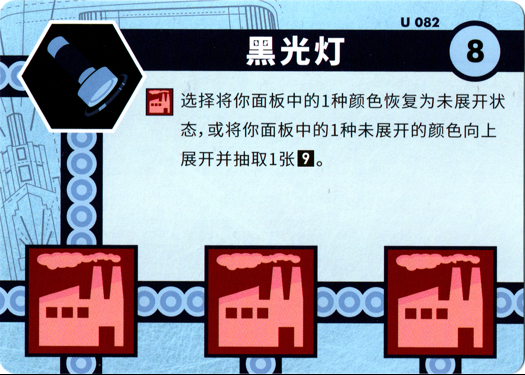 U 082
黑光灯
8
选择将你面板中的1种颜色恢复为未展开状
态,或将你面板中的1种未展开的颜色向上
展开并抽取1张9。